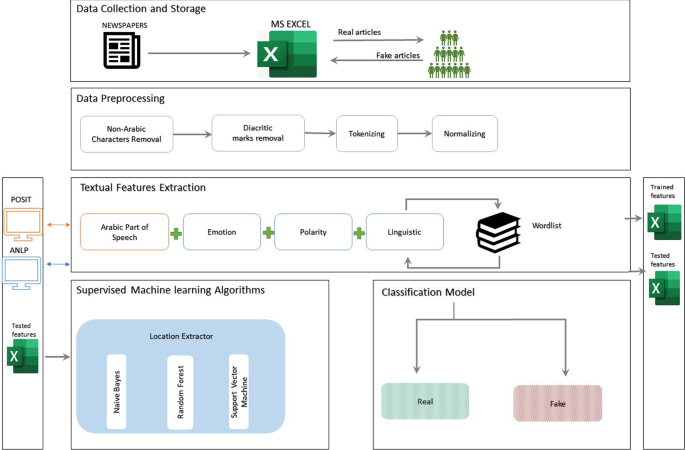 Data Collection and Storage
NEWSPAPERS
MS EXCEL
Real articles
Fake articles
Data Preprocessing
Non-Arabic
Characters Removal
Diacritic
marks removal
Tokenizing
Normalizing
POSIT
ANLP
Tested
features
Textual Features Extraction
Arabic Part of
Speech
Emotion
Polarity
Linguistic
Wordlist
Trained
features
Tested
features
Supervised Machine learning Algorithms
Location Extractor
Naive Bayes
Random Forest
Support Vector
Machine
Classification Model
Real
Fake